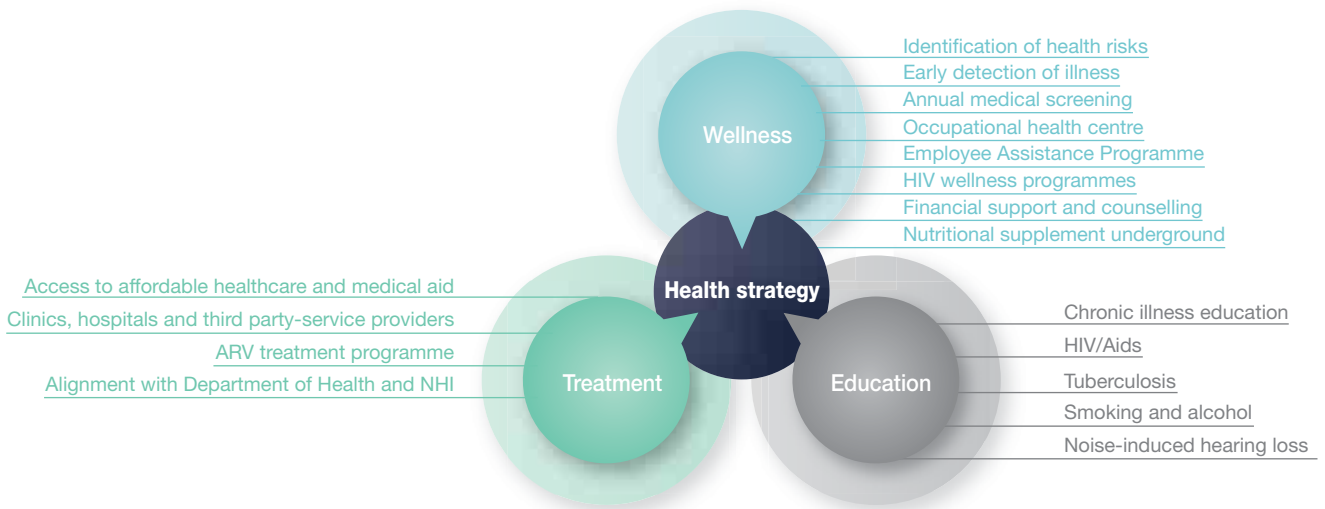 Wellness
Identification of health risks
Early detection of illness
Annual medical screening
Occupational health centre
Employee Assistance Programme
HIV wellness programmes
Financial support and counselling
Nutritional supplement underground
Health strategy
Access to affordable healthcare and medical aid
Clinics, hospitals and third party-service providers
ARV treatment programme
Alignment with Department of Health and NHI
Treatment
Education
Chronic illness education
HIV/Aids
Tuberculosis
Smoking and alcohol
Noise-induced hearing loss